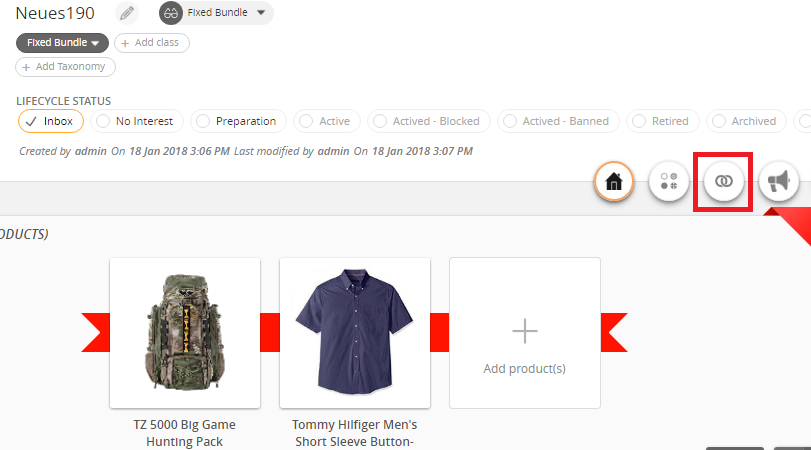 Neues190
Fixed Bundle
Fixed Bundle
+ Add class
+ Add Taxonomy
LIFECYCLE STATUS
Inbox No Interest Preparation Active Actived - Blocked Actived - Banned Retired Archived
Created by admin On 18 Jan 2018 3:06 PM Last modified by admin On 18 Jan 2018 3:07 PM
ODUCTS)
Add product(s)
TZ 5000 Big Game
Hunting Pack
Tommy Hilfiger Men's
Short Sleeve Button-